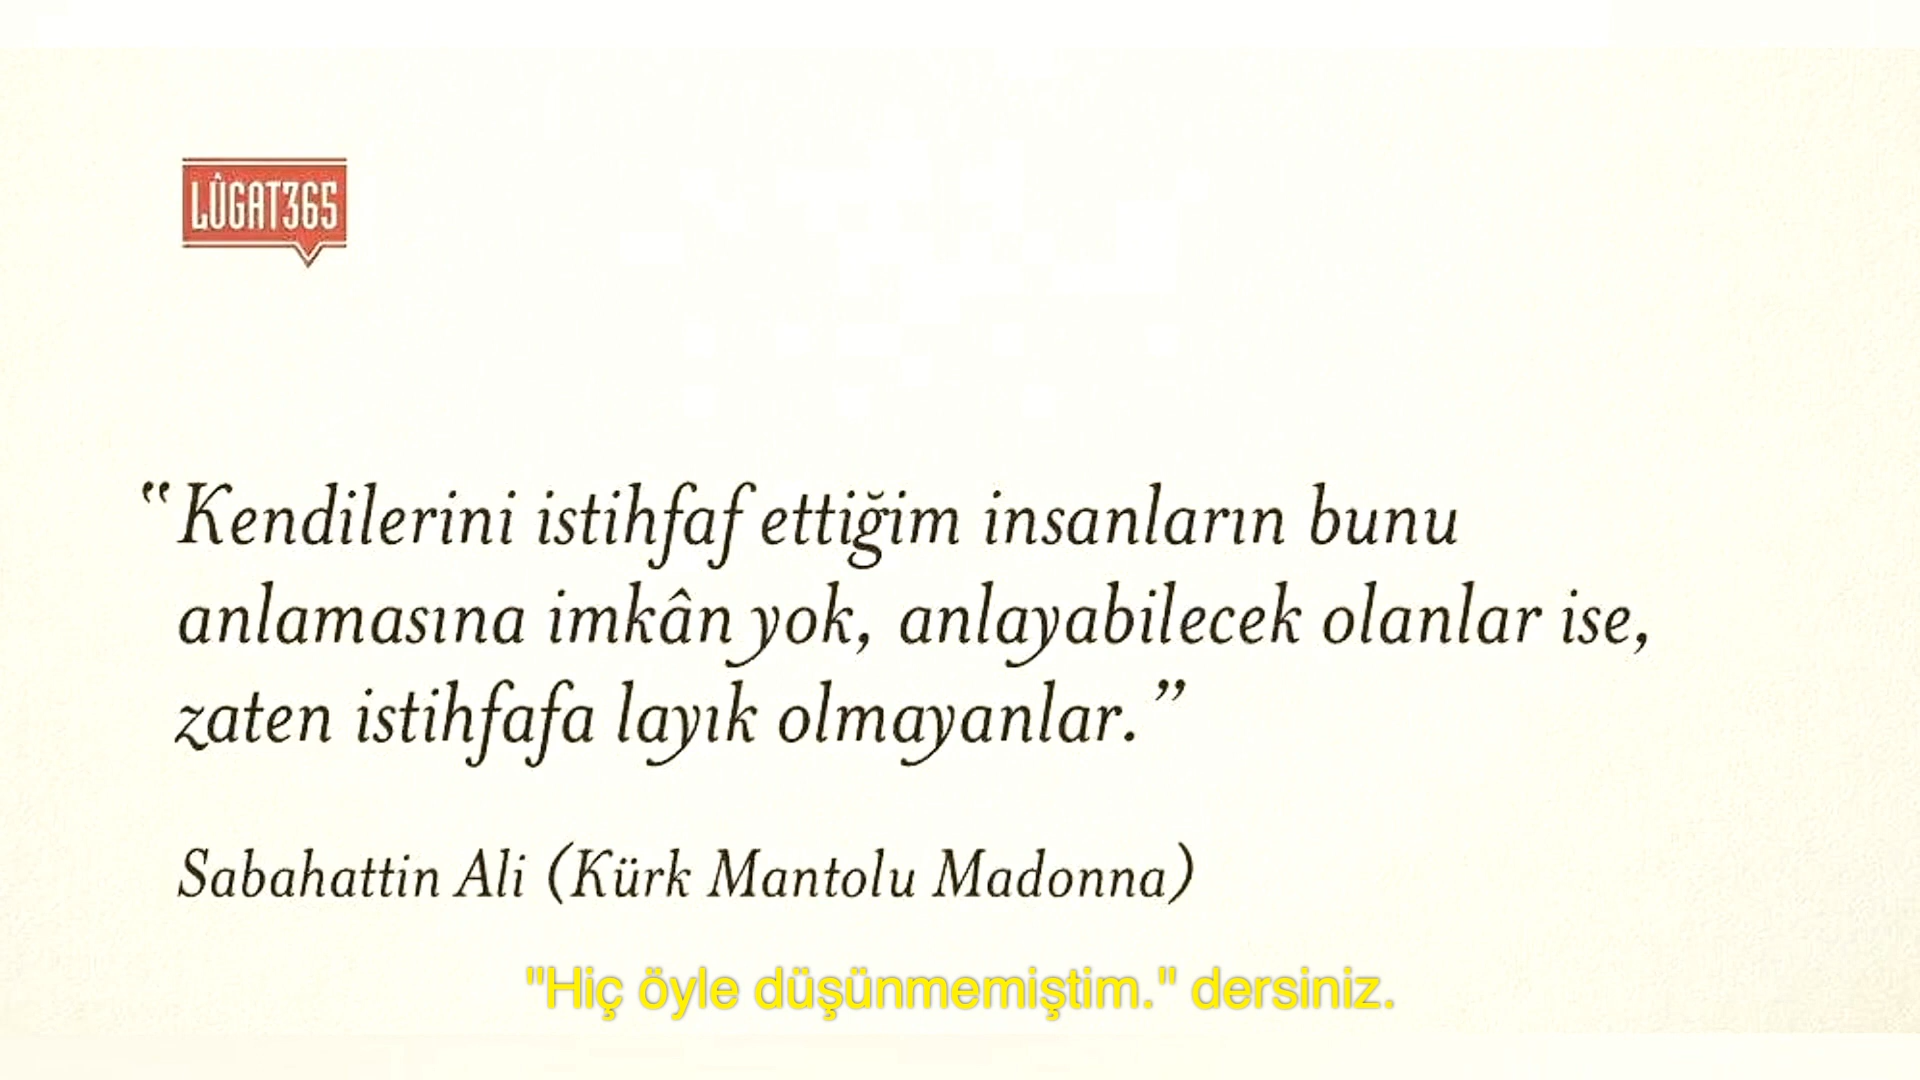 LÛGAT365
"Kendilerini istihfaf ettiğim insanların bunu
anlamasına imkân yok, anlayabilecek olanlar ise,
zaten istihfafa layık olmayanlar."
Sabahattin Ali (Kürk Mantolu Madonna)
"Hiç öyle düşünmemiştim." dersiniz.